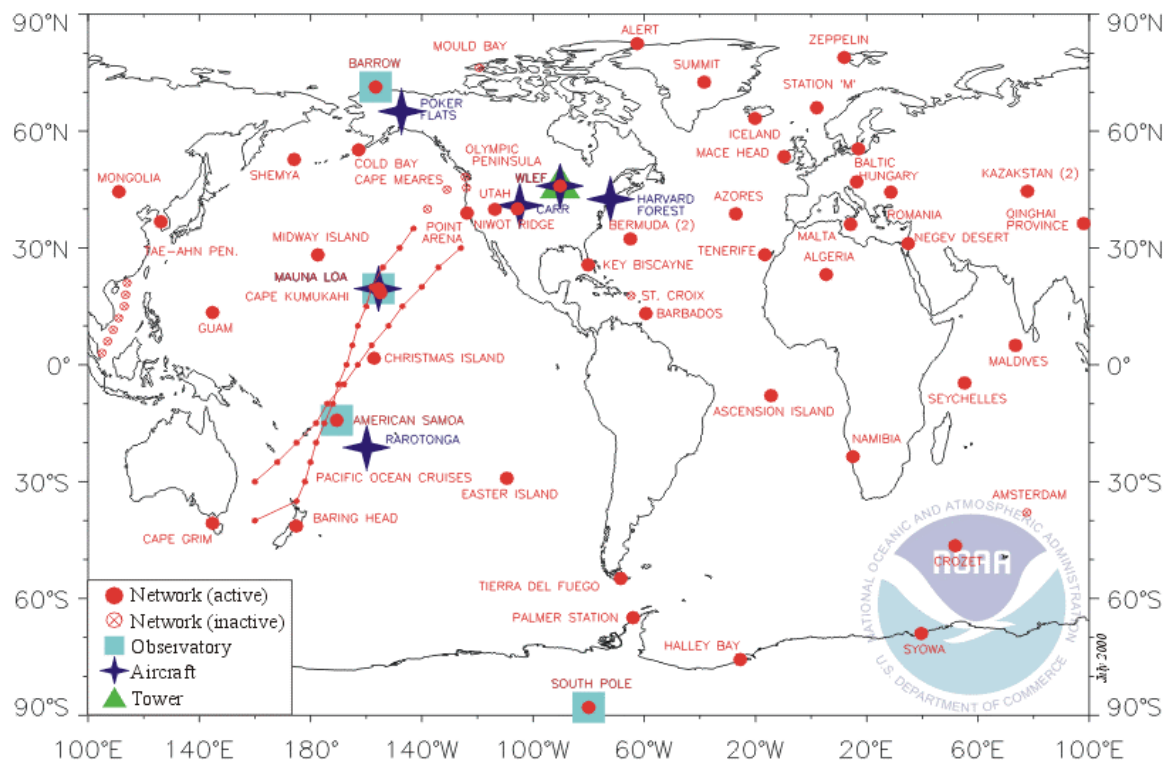 90°N
90°N
ALERT
ZEPPELIN
MOULD BAY
BARROW
SUMMIT
STATION 'M'
POKER
FLATS
60°N
60°N
ICELAND
OLYMPIC
PENINSULA
MACE HEAD
COLD BAY
CAPE MEARES
SHEMYA
MONGOLIA
WLEF
BALTIC
HUNGARY
KAZAKSTAN (2)
UTAH
CARR
HARVARD
FOREST
AZORES
ROMANIA
QINGHAI
PROVINCE
NIWOT RIDGE
POINT
ARENA
BERMUDA (2)
MALTA
NEGEV DESERT
TAE-AHN PEN.
MIDWAY ISLAND
30°N
30°N
TENERIFE
ALGERIA
KEY BISCAYNE
MAUNA LOA
CAPE KUMUKAHI
ST. CROIX
BARBADOS
GUAM
CHRISTMAS ISLAND
MALDIVES
0°
0°
SEYCHELLES
ASCENSION ISLAND
AMERICAN SAMOA
RAROTONGA
NAMIBIA
PACIFIC OCEAN CRUISES
30°S
30°S
EASTER ISLAND
AMSTERDAM
BARING HEAD
CAPE GRIM
NATIONAL OCEANIC AND ATMOSPHERIC ADMINISTRATION
NOAA
CROZET
TIERRA DEL FUEGO
Network (active)
60°S
60°S
Network (inactive)
PALMER STATION
HALLEY BAY
SYOWA
Observatory
Aircraft
Tower
SOUTH POLE
U.S. DEPARTMENT OF COMMERCE
July 2000
90°S
90°S
100°E
140°E
180°
140°W
100°W
60°W
20°W
20°E
60°E
100°E